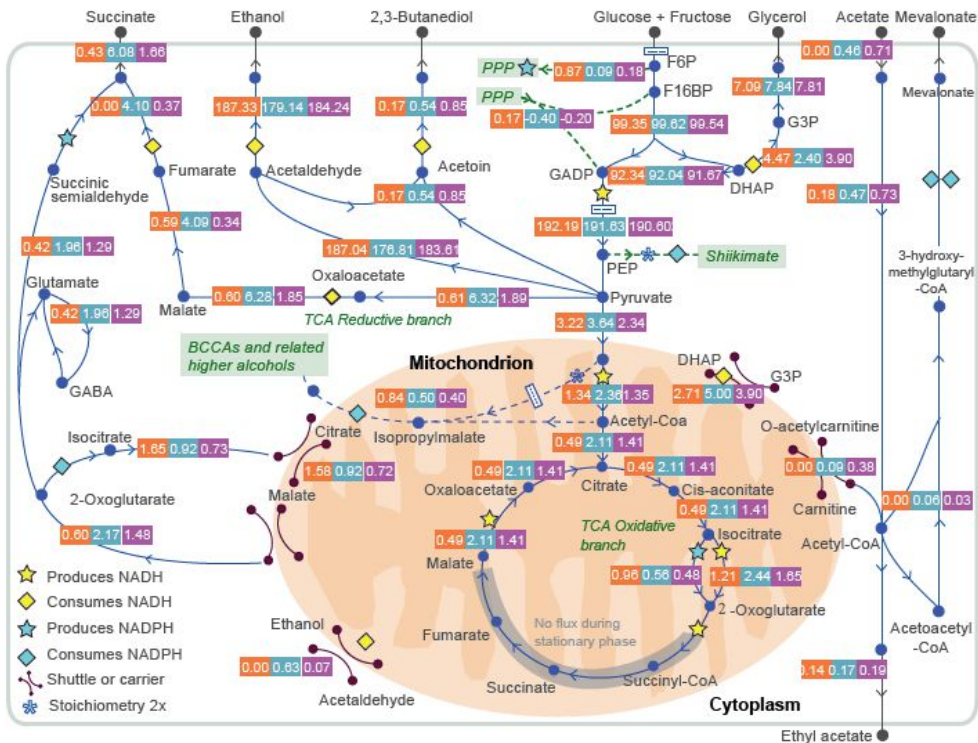 Succinate
Ethanol
2,3-Butanediol
Glucose + Fructose
Glycerol
Acetate
Mevalonate
0.43 6.08 1.66
0.00 0.46 0.71
PPP
0.87 0.09 0.18
F6P
7.09 7.84 7.81
Mevalonate
0.00 4.10 0.37
187.33 179.14 184.24
0.17 0.54 0.85
PPP
F16BP
0.17 -0.40 -0.20
99.35 99.62 99.54
G3P
Succinic
semialdehyde
Fumarate
Acetaldehyde
Acetoin
GADP
92.34 92.04 91.67
DHAP
4.47 2.40 3.90
0.17 0.54 0.85
0.18 0.47 0.73
0.59 4.09 0.34
192.19 191.63 190.60
0.42 1.96 1.29
187.04 176.81 183.61
PEP
Shiikimate
3-hydroxy-
methylglutaryl
-CoA
Glutamate
Oxaloacetate
Malate
0.60 6.28 1.85
0.61 6.32 1.89
Pyruvate
0.42 1.96 1.29
TCA Reductive branch
3.22 3.64 2.34
BCCAs and related
higher alcohols
Mitochondrion
DHAP
G3P
GABA
0.84 0.50 0.40
1.34 2.36 1.35
2.71 5.00 3.90
Isocitrate
Citrate
Isopropylmalate
Acetyl-Coa
O-acetylcarnitine
1.65 0.92 0.73
0.49 2.11 1.41
1.58 0.92 0.72
0.49 2.11 1.41
0.49 2.11 1.41
0.00 0.09 0.38
2-Oxoglutarate
Malate
Oxaloacetate
Citrate
Cis-aconitate
Carnitine
0.00 0.06 0.03
0.49 2.11 1.41
0.60 2.17 1.48
0.49 2.11 1.41
TCA Oxidative
branch
Isocitrate
Acetyl-CoA
Malate
0.96 0.56 0.48
1.21 2.44 1.65
Produces NADH
Consumes NADH
Produces NADPH
Consumes NADPH
Shuttle or carrier
Stoichiometry 2x
No flux during
stationary phase
2 -Oxoglutarate
Fumarate
Acetoacetyl
-CoA
Ethanol
0.00 0.63 0.07
Acetaldehyde
Succinate
Succinyl-CoA
0.14 0.17 0.19
Cytoplasm
Ethyl acetate